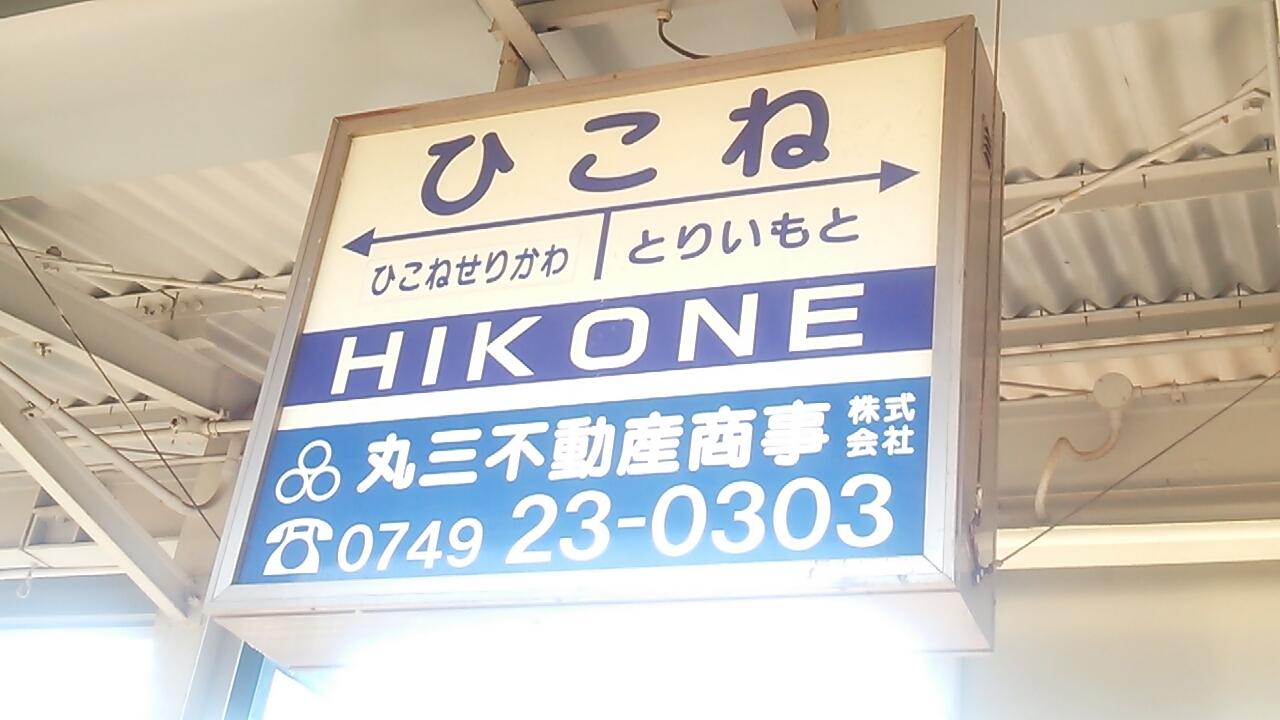 ひこね
ひこねせりかわ とりいもと
HIKONE
丸三不動産商事 株式会社
0749 23-0303